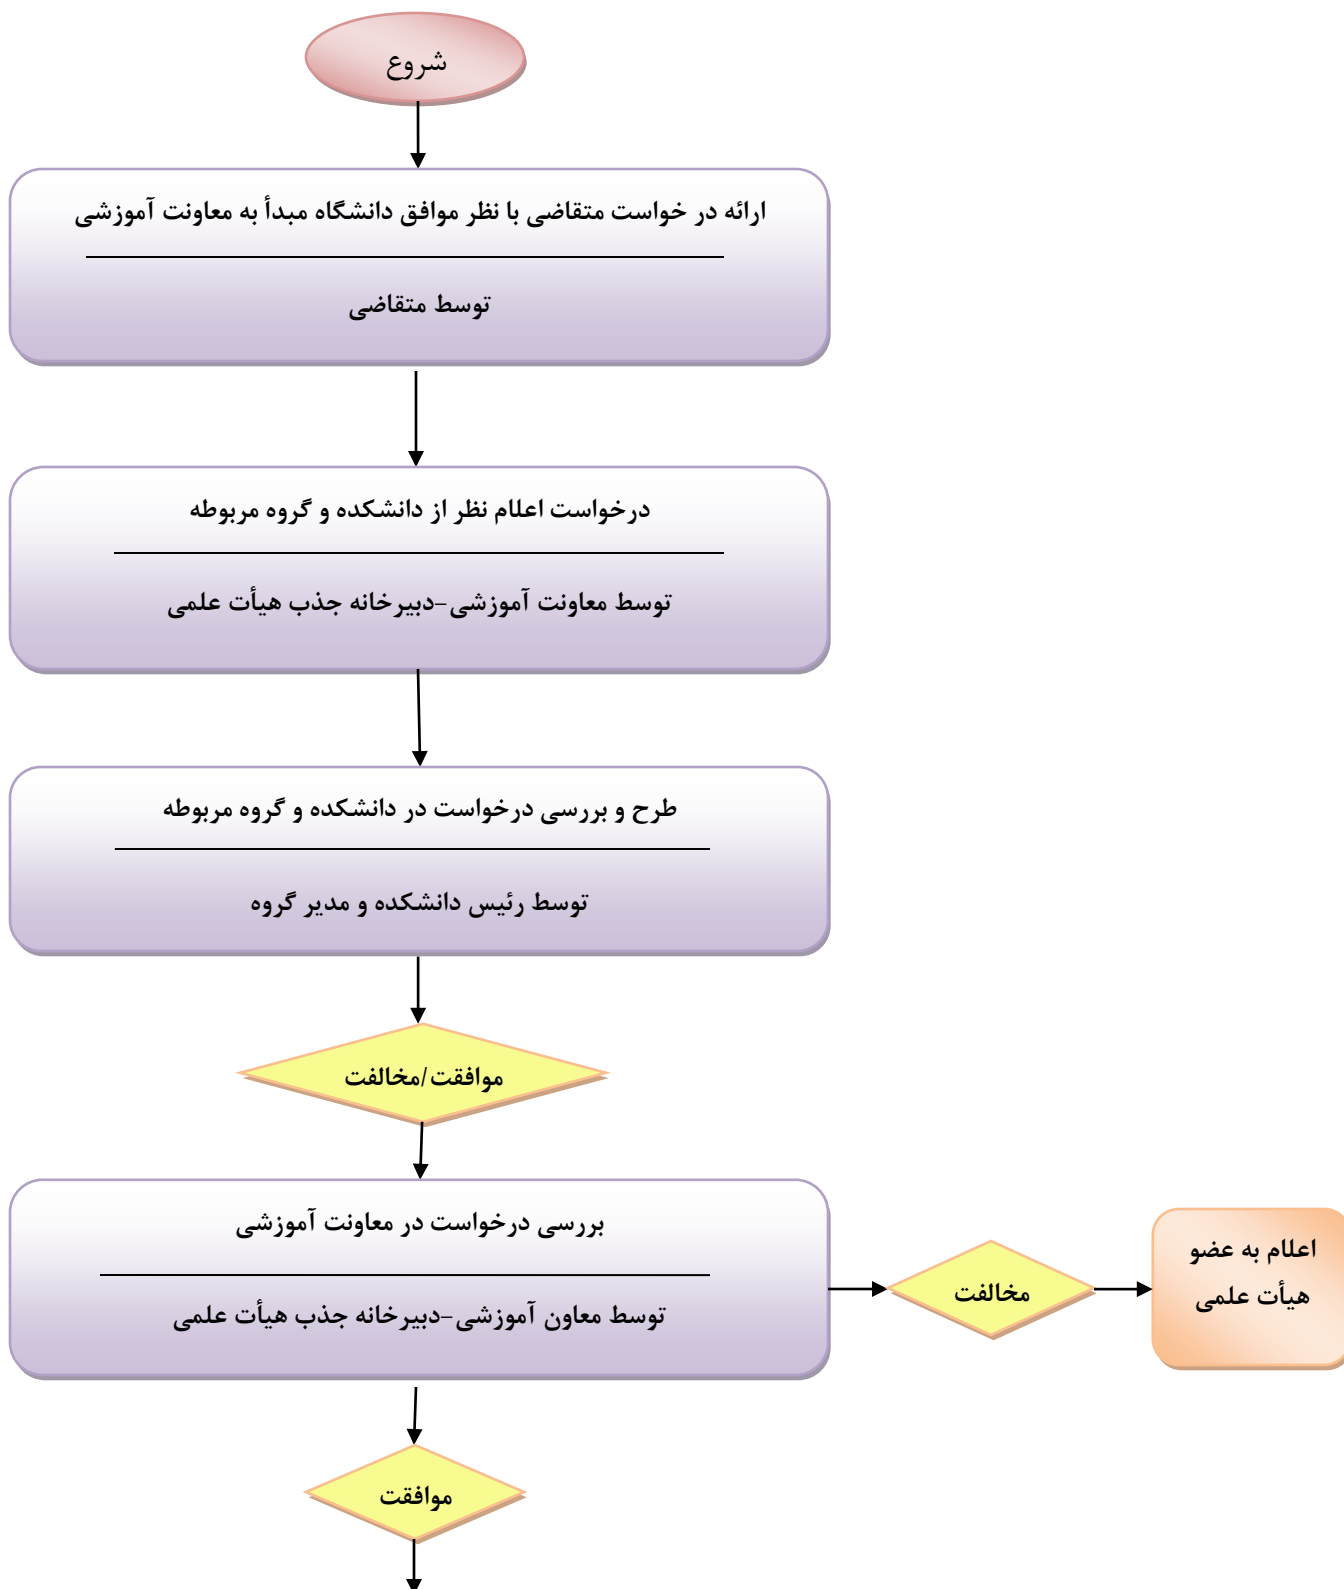 شروع
ارائه در خواست متقاضی با نظر موافق دانشگاه مبدأ به معاونت آموزشی
توسط متقاضی
درخواست اعلام نظر از دانشکده و گروه مربوطه
توسط معاونت آموزشی-دبیرخانه جذب هیأت علمی
طرح و بررسی درخواست در دانشکده و گروه مربوطه
توسط رئیس دانشکده و مدیر گروه
موافقت/مخالفت
بررسی درخواست در معاونت آموزشی
توسط معاون آموزشی-دبیرخانه جذب هیأت علمی
مخالفت
اعلام به عضو
هیأت علمی
موافقت